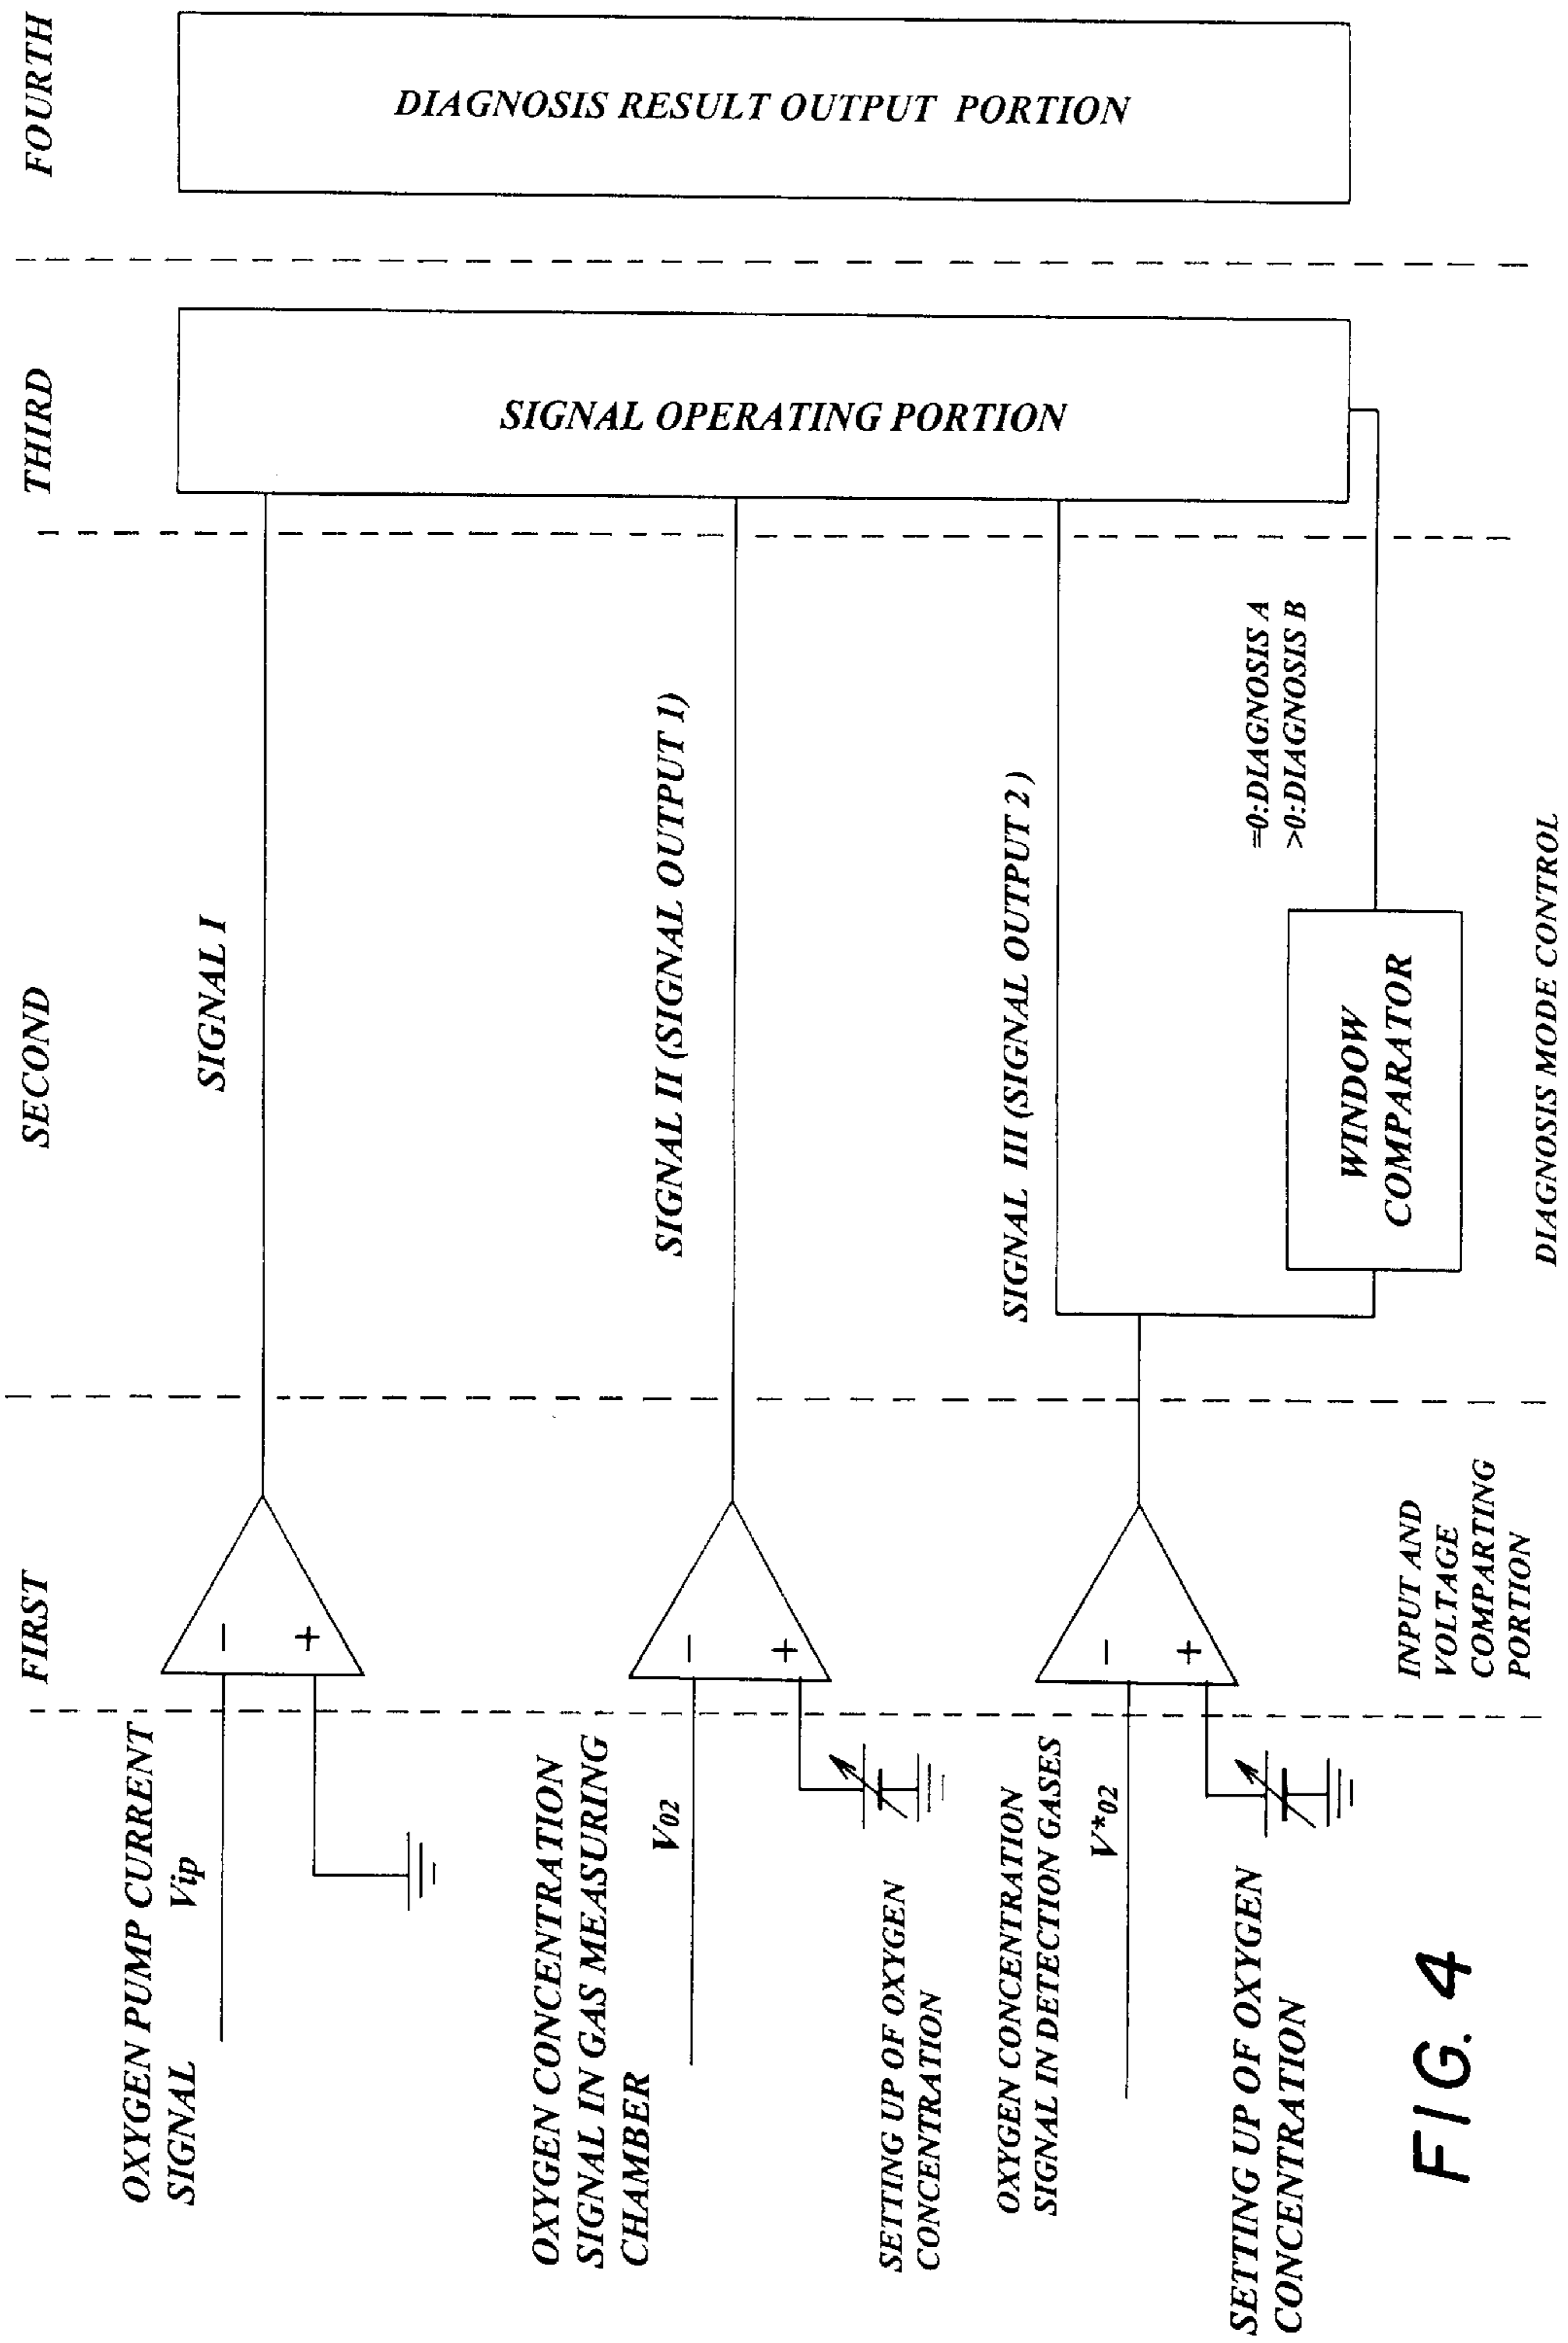 FIRST
SECOND
THIRD
FOURTH
OXYGEN PUMP CURRENT
SIGNAL
Vip
−
+
SIGNAL I
OXYGEN CONCENTRATION
SIGNAL IN GAS MEASURING
CHAMBER
V02
−
+
SIGNAL II (SIGNAL OUTPUT 1)
SETTING UP OF OXYGEN
CONCENTRATION
OXYGEN CONCENTRATION
SIGNAL IN DETECTION GASES
V*02
−
+
SIGNAL III (SIGNAL OUTPUT 2 )
SETTING UP OF OXYGEN
CONCENTRATION
=0:DIAGNOSIS A
>0:DIAGNOSIS B
WINDOW
COMPARATOR
SIGNAL OPERATING PORTION
DIAGNOSIS RESULT OUTPUT PORTION
INPUT AND
VOLTAGE
COMPARTING
PORTION
DIAGNOSIS MODE CONTROL
FIG. 4